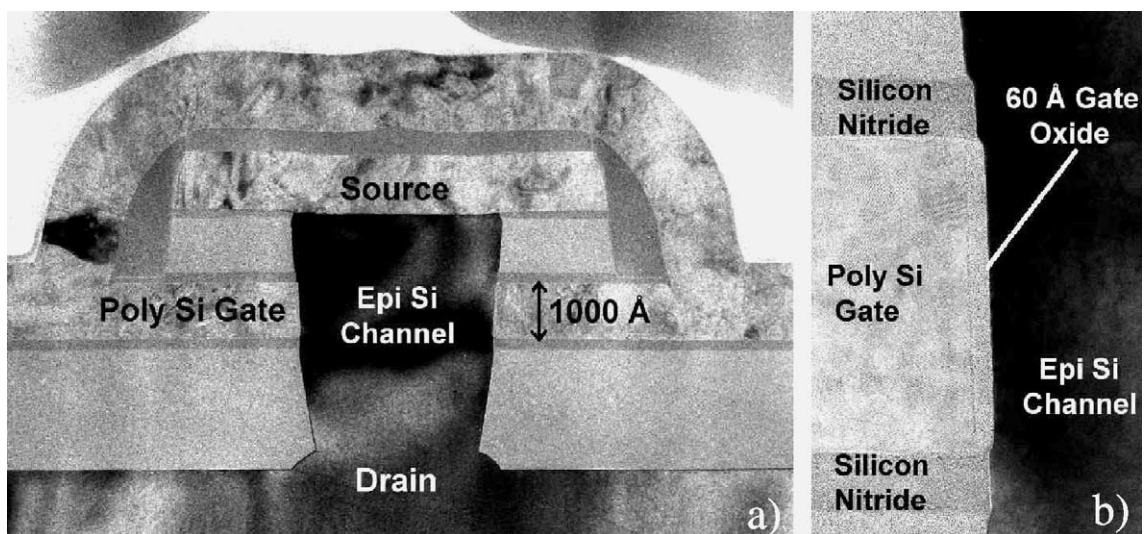 Source
Poly Si Gate
Epi Si
Channel
1000 Å
Drain
a)
Silicon
Nitride
60 Å Gate
Oxide
Poly Si
Gate
Epi Si
Channel
Silicon
Nitride
b)